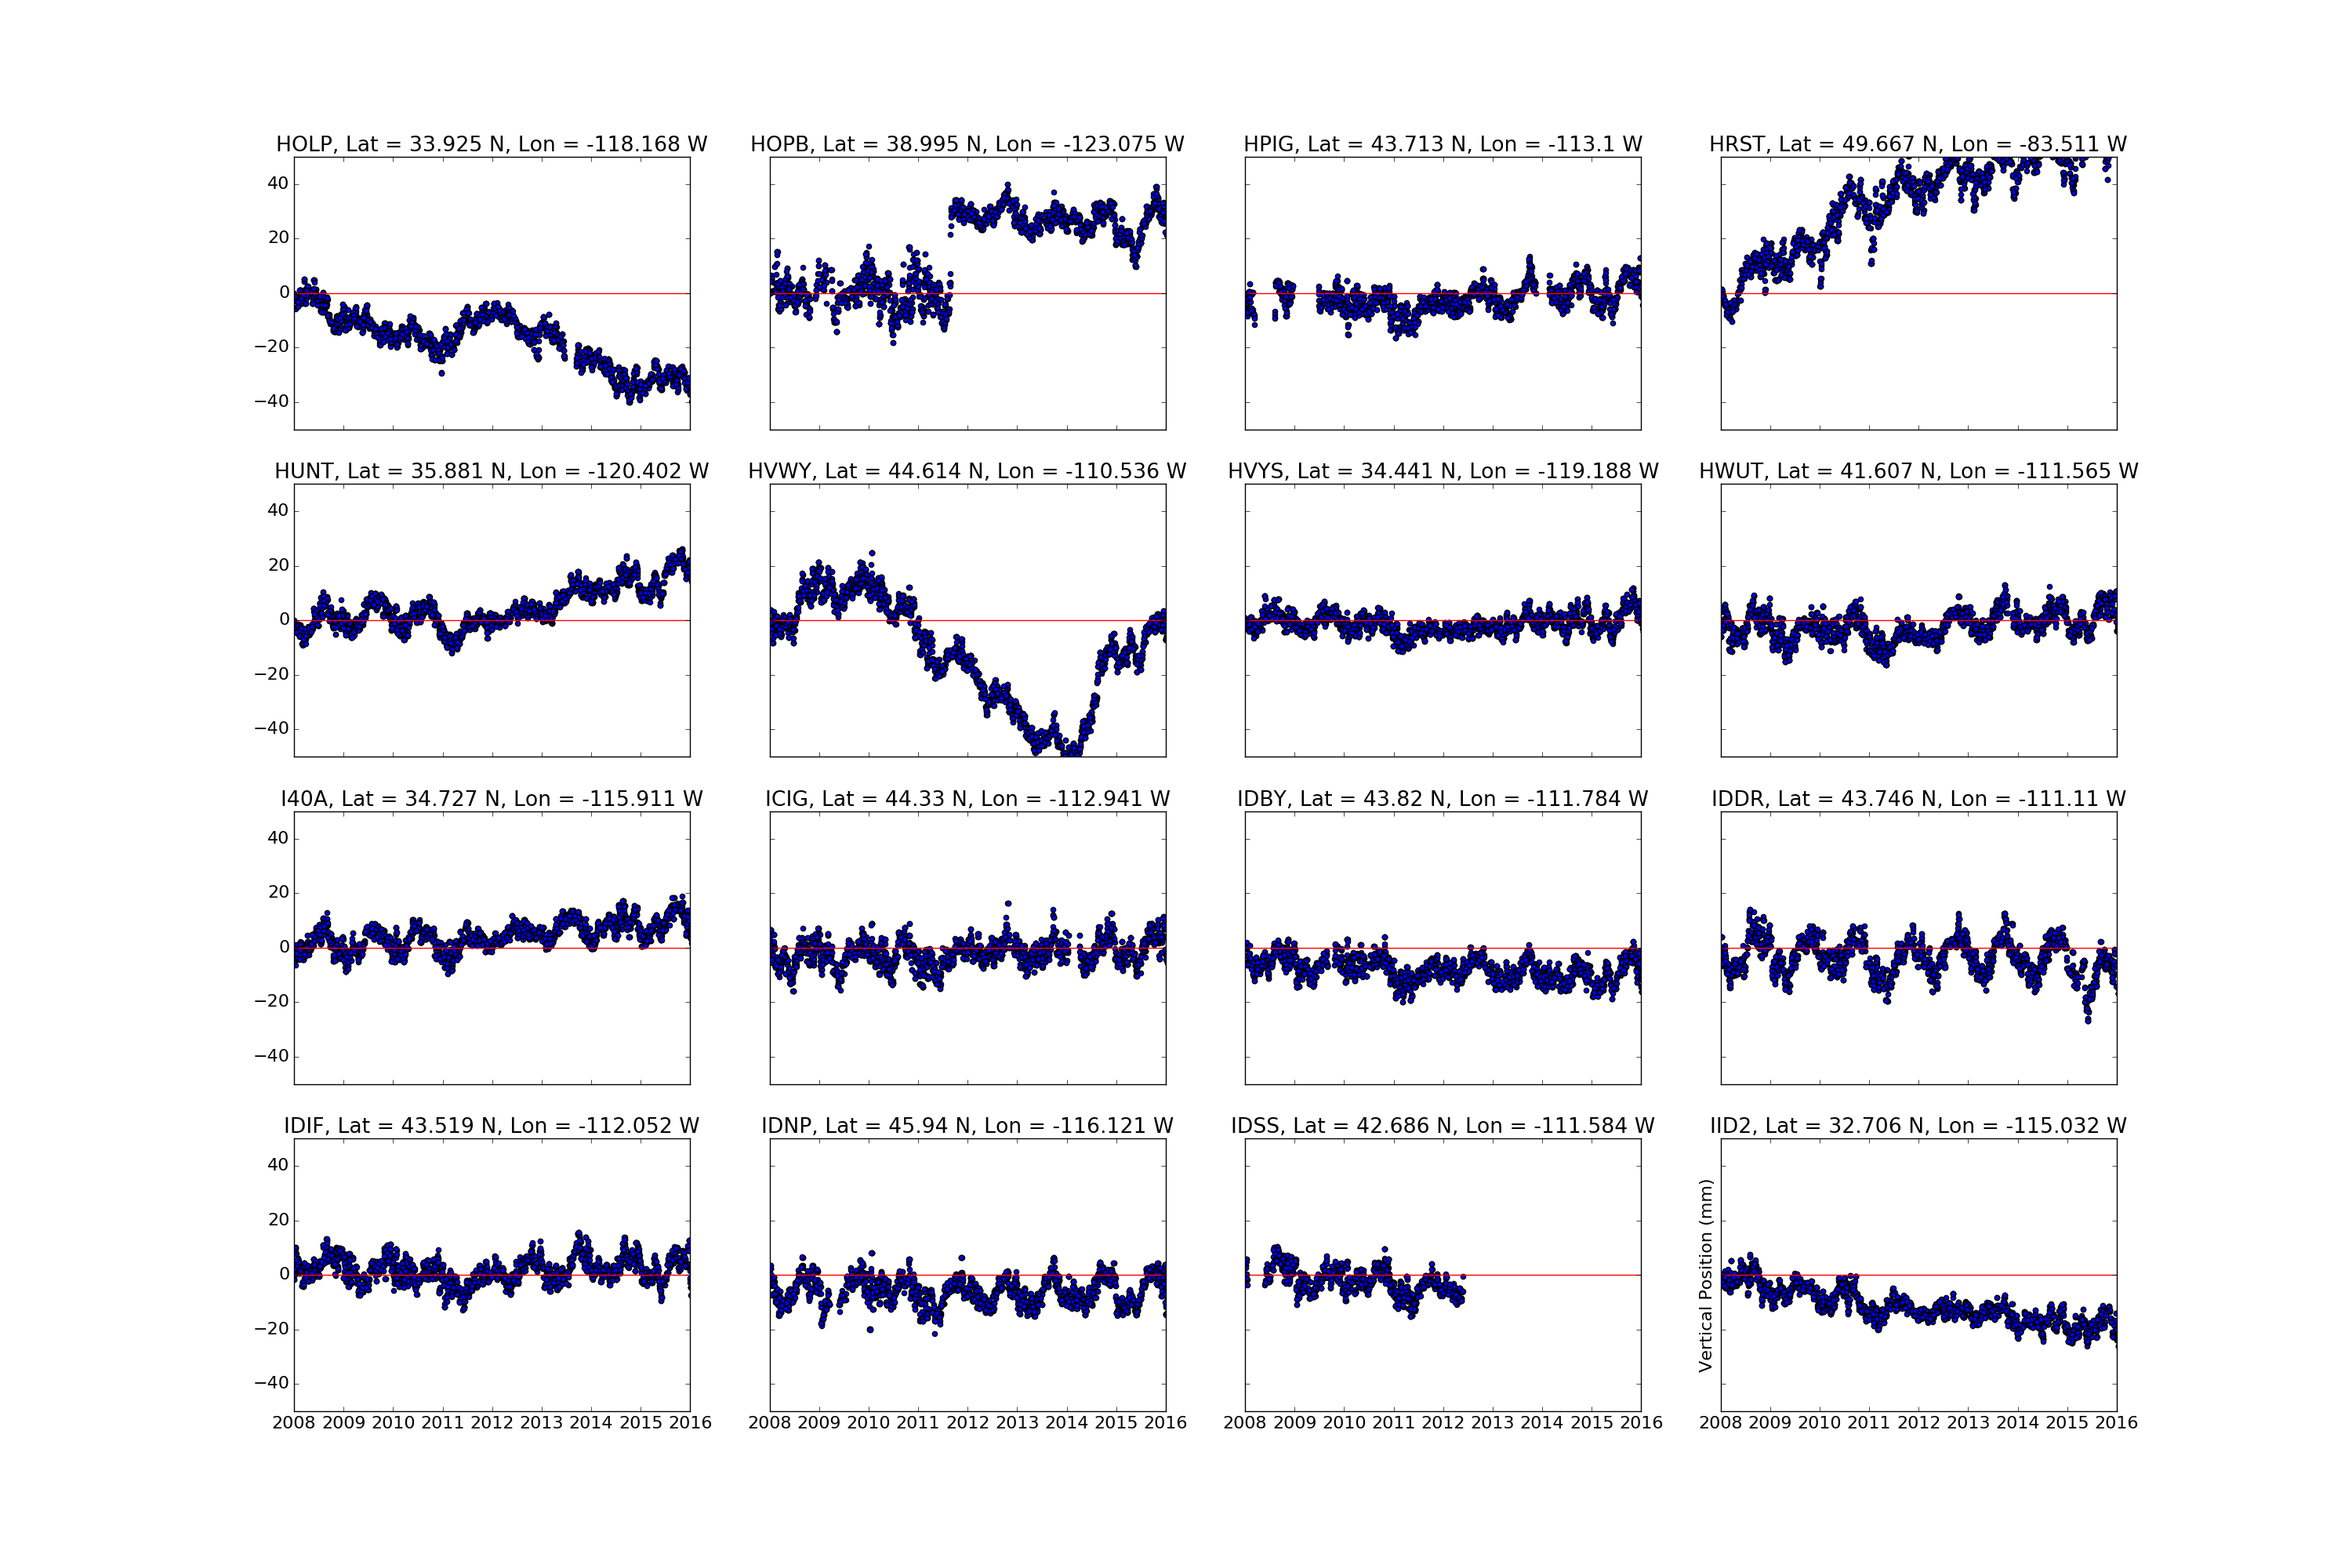 HOLP, Lat = 33.925 N, Lon = -118.168 W
HOPB, Lat = 38.995 N, Lon = -123.075 W
HPIG, Lat = 43.713 N, Lon = -113.1 W
HRST, Lat = 49.667 N, Lon = -83.511 W
40
20
0
−20
−40
HUNT, Lat = 35.881 N, Lon = -120.402 W
HVWY, Lat = 44.614 N, Lon = -110.536 W
HVYS, Lat = 34.441 N, Lon = -119.188 W
HWUT, Lat = 41.607 N, Lon = -111.565 W
40
20
0
−20
−40
I40A, Lat = 34.727 N, Lon = -115.911 W
ICIG, Lat = 44.33 N, Lon = -112.941 W
IDBY, Lat = 43.82 N, Lon = -111.784 W
IDDR, Lat = 43.746 N, Lon = -111.11 W
40
20
0
−20
−40
IDIF, Lat = 43.519 N, Lon = -112.052 W
IDNP, Lat = 45.94 N, Lon = -116.121 W
IDSS, Lat = 42.686 N, Lon = -111.584 W
IID2, Lat = 32.706 N, Lon = -115.032 W
40
20
0
−20
−40
Vertical Position (mm)
2008 2009 2010 2011 2012 2013 2014 2015 2016
2008 2009 2010 2011 2012 2013 2014 2015 2016
2008 2009 2010 2011 2012 2013 2014 2015 2016
2008 2009 2010 2011 2012 2013 2014 2015 2016